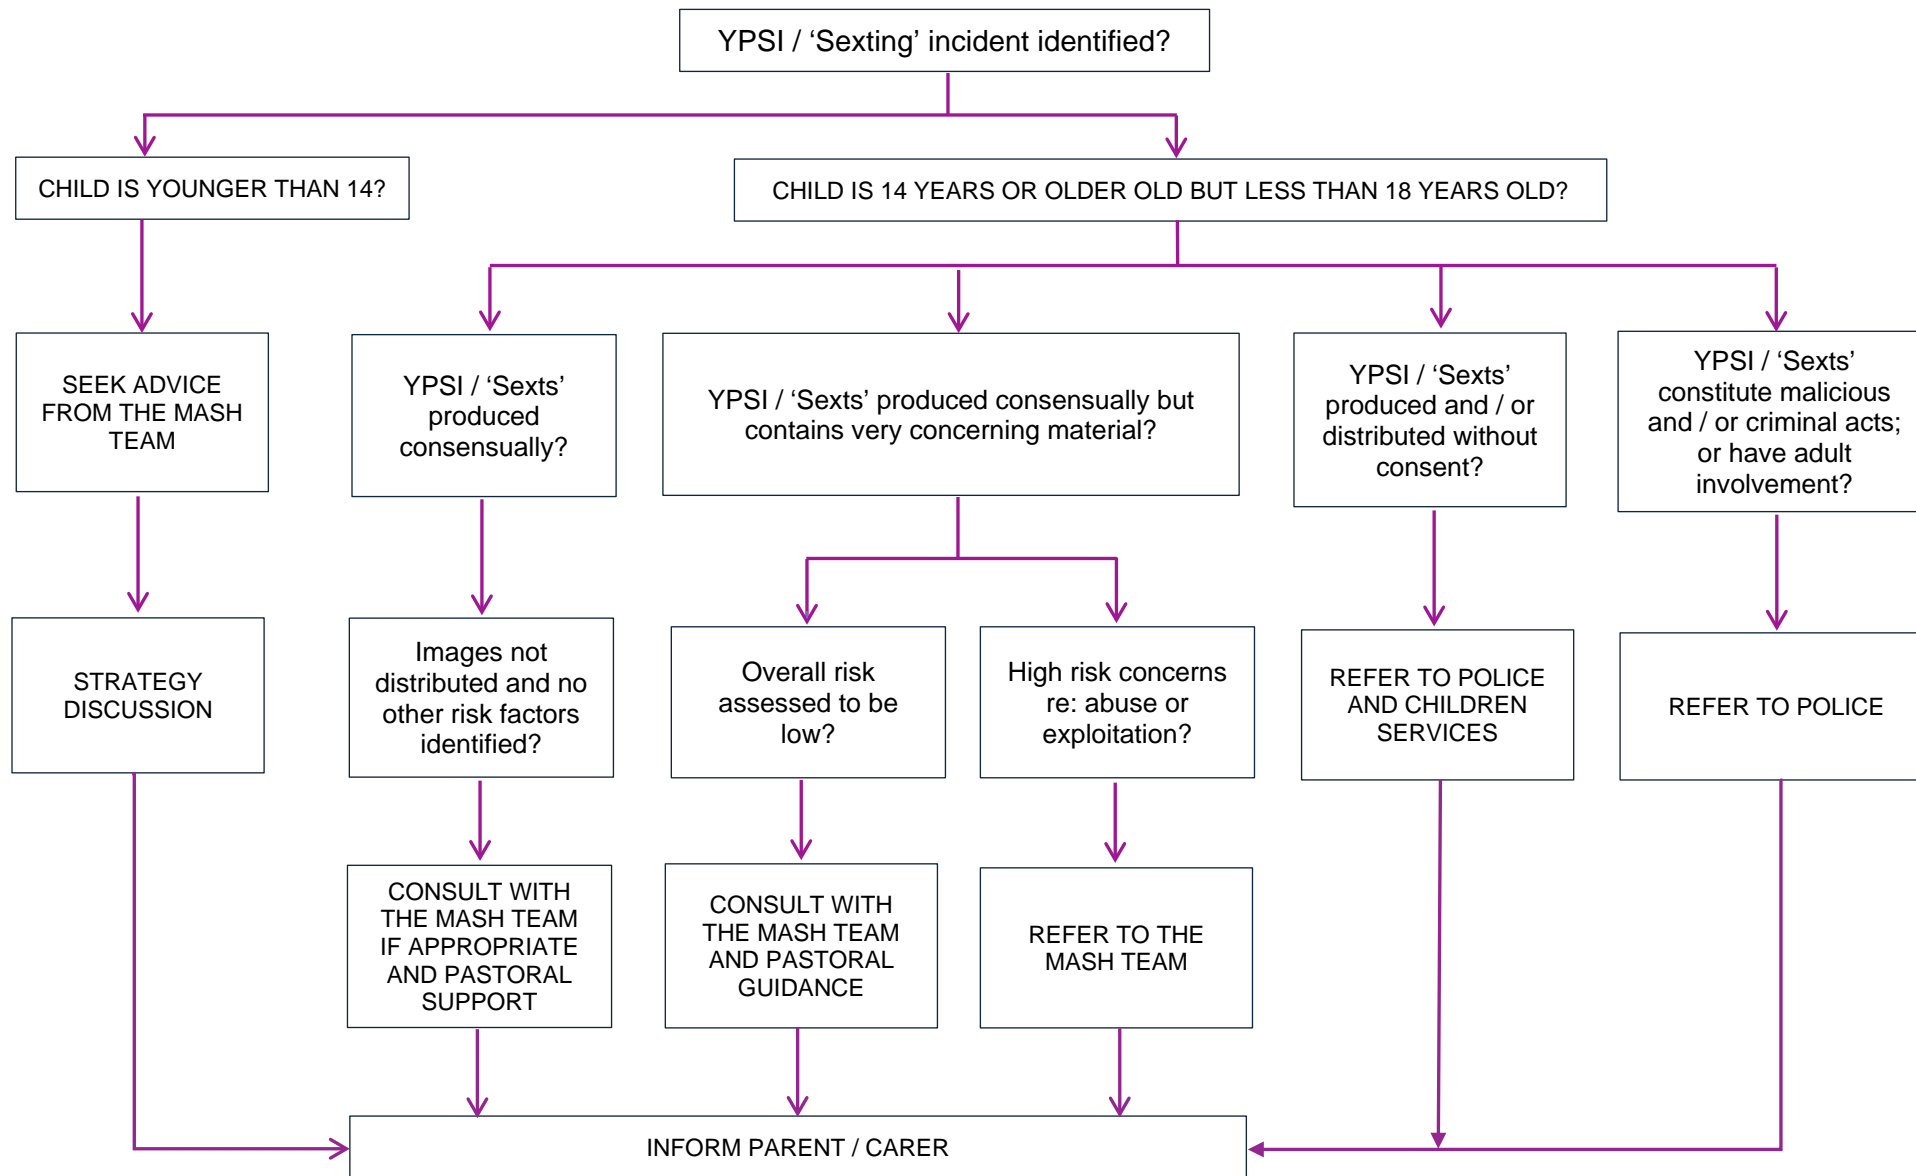 YPSI / ‘Sexting’ incident identified?
CHILD IS YOUNGER THAN 14?
CHILD IS 14 YEARS OR OLDER OLD BUT LESS THAN 18 YEARS OLD?
SEEK ADVICE
FROM THE MASH
TEAM
YPSI / ‘Sexts’
produced
consensually?
YPSI / ‘Sexts’ produced consensually but
contains very concerning material?
YPSI / ‘Sexts’
produced and / or
distributed without
consent?
YPSI / ‘Sexts’
constitute malicious
and / or criminal acts;
or have adult
involvement?
STRATEGY
DISCUSSION
Images not
distributed and no
other risk factors
identified?
Overall risk
assessed to be
low?
High risk concerns
re: abuse or
exploitation?
REFER TO POLICE
AND CHILDREN
SERVICES
REFER TO POLICE
CONSULT WITH
THE MASH TEAM
IF APPROPRIATE
AND PASTORAL
SUPPORT
CONSULT WITH
THE MASH TEAM
AND PASTORAL
GUIDANCE
REFER TO THE
MASH TEAM
INFORM PARENT / CARER